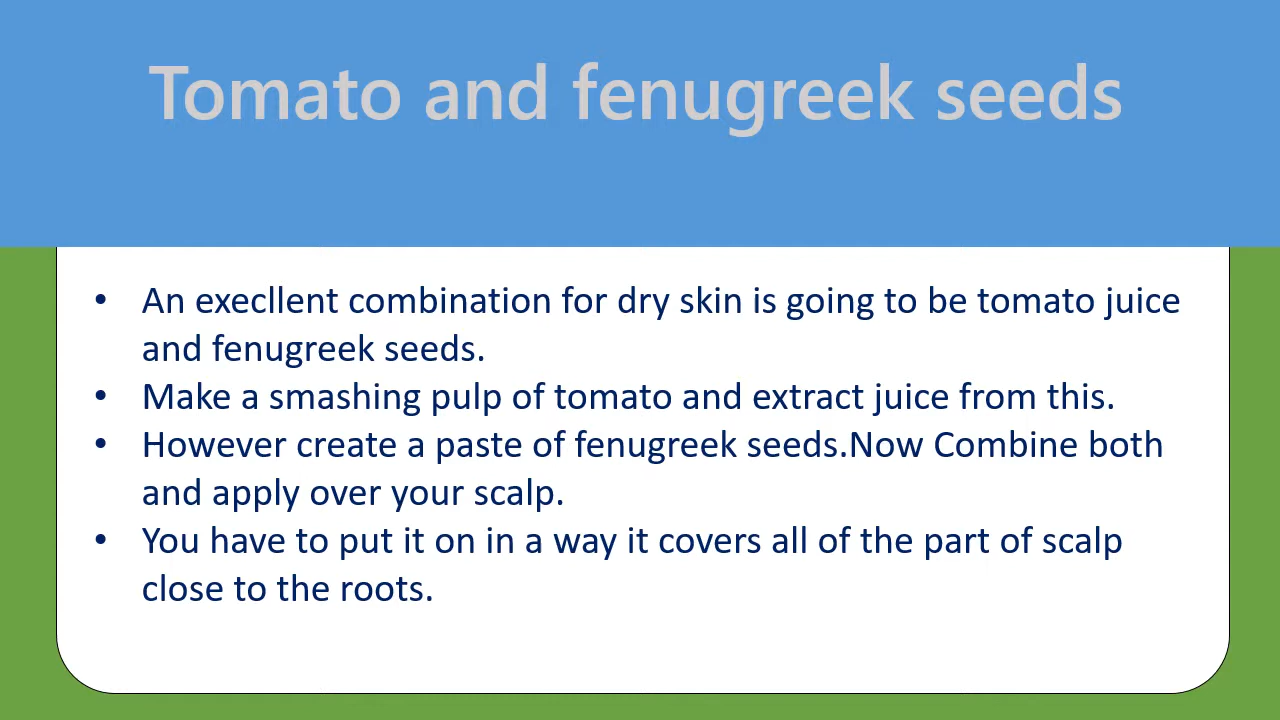 Tomato and fenugreek seeds
• An execllent combination for dry skin is going to be tomato juice
and fenugreek seeds.
• Make a smashing pulp of tomato and extract juice from this.
• However create a paste of fenugreek seeds.Now Combine both
and apply over your scalp.
• You have to put it on in a way it covers all of the part of scalp
close to the roots.